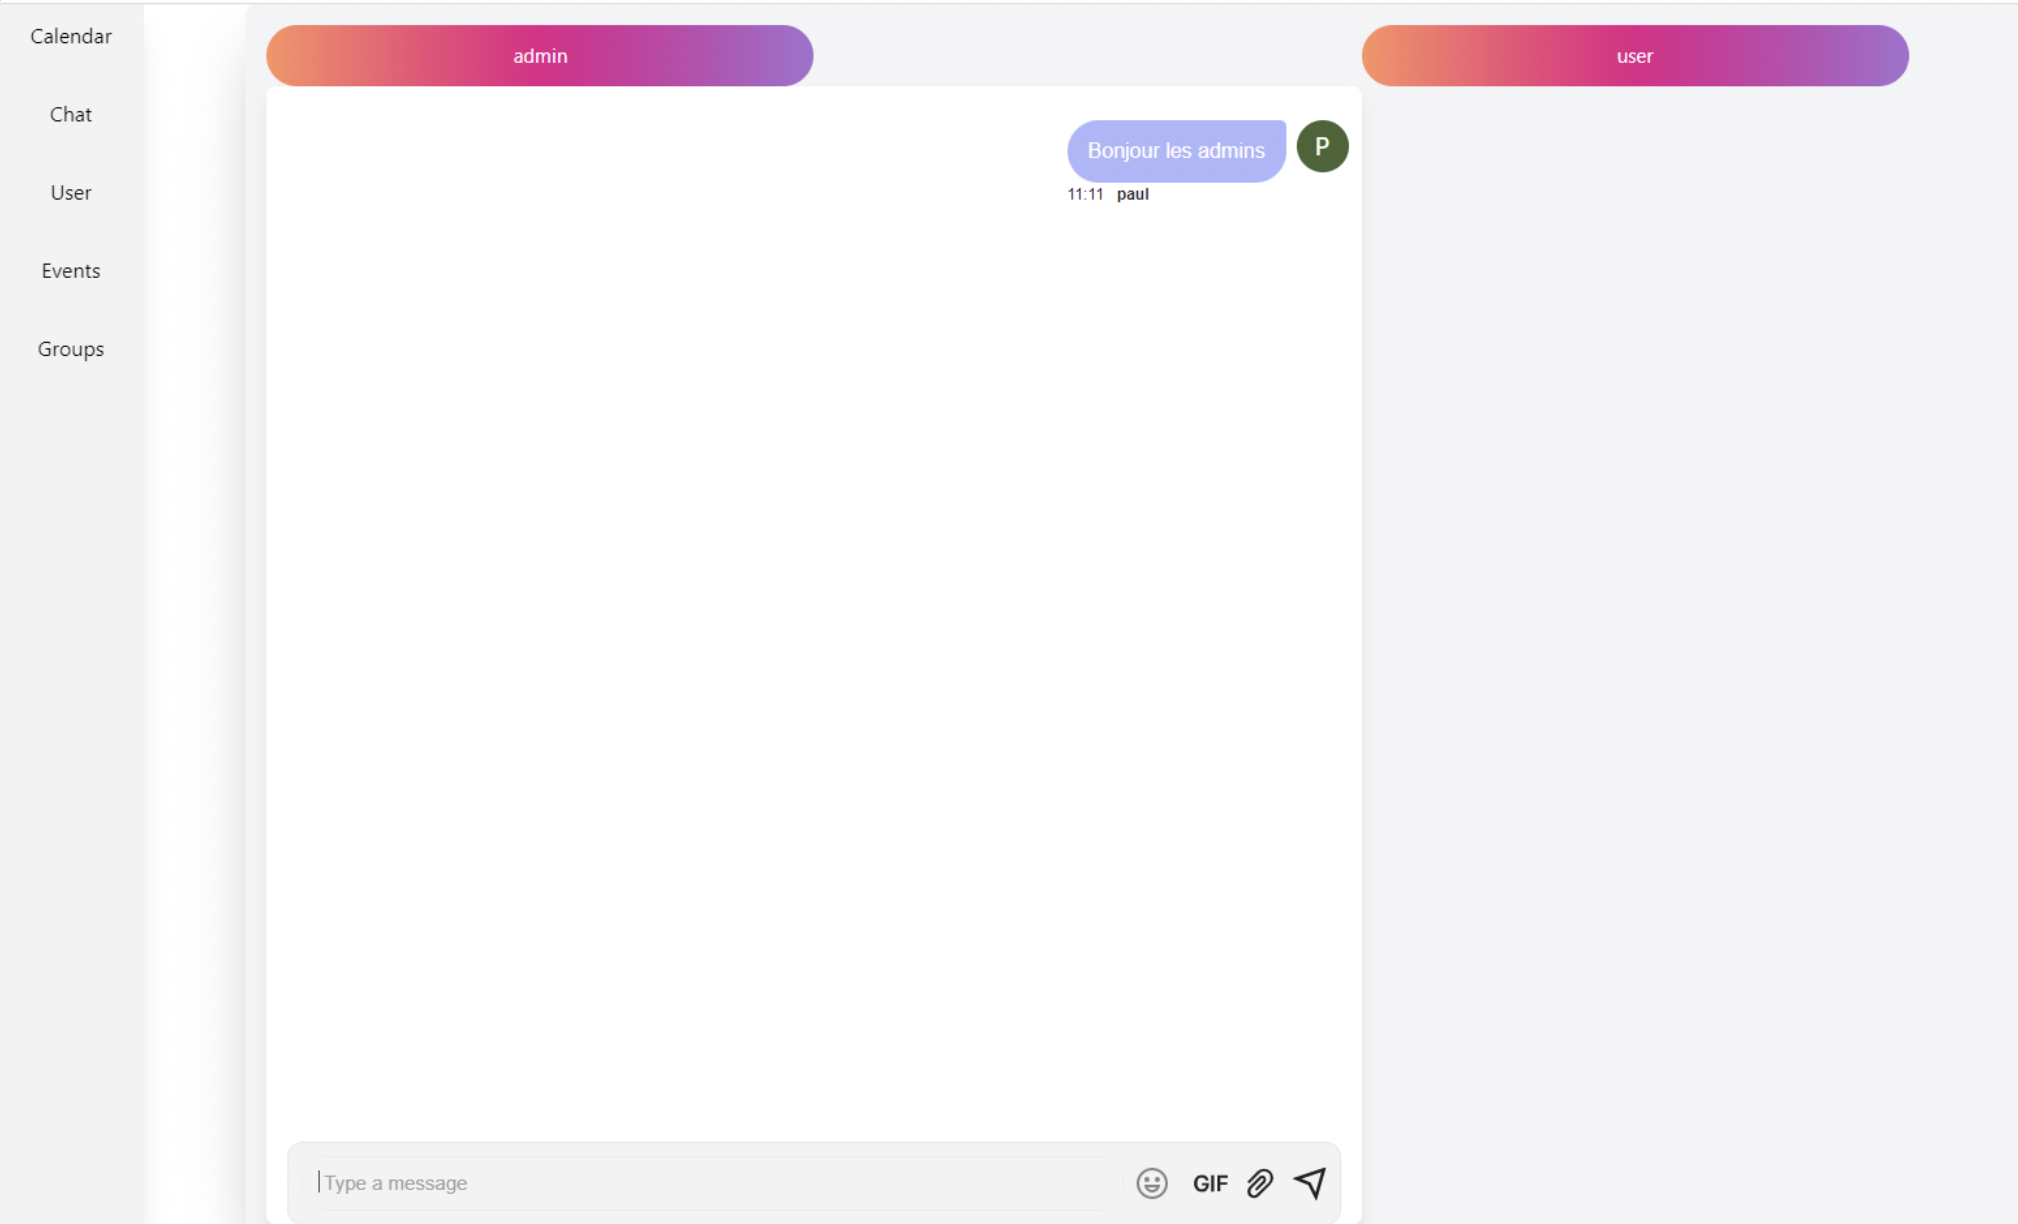 Calendar
Chat
User
Events
Groups
admin
user
Bonjour les admins
P
11:11 paul
Type a message
GIF